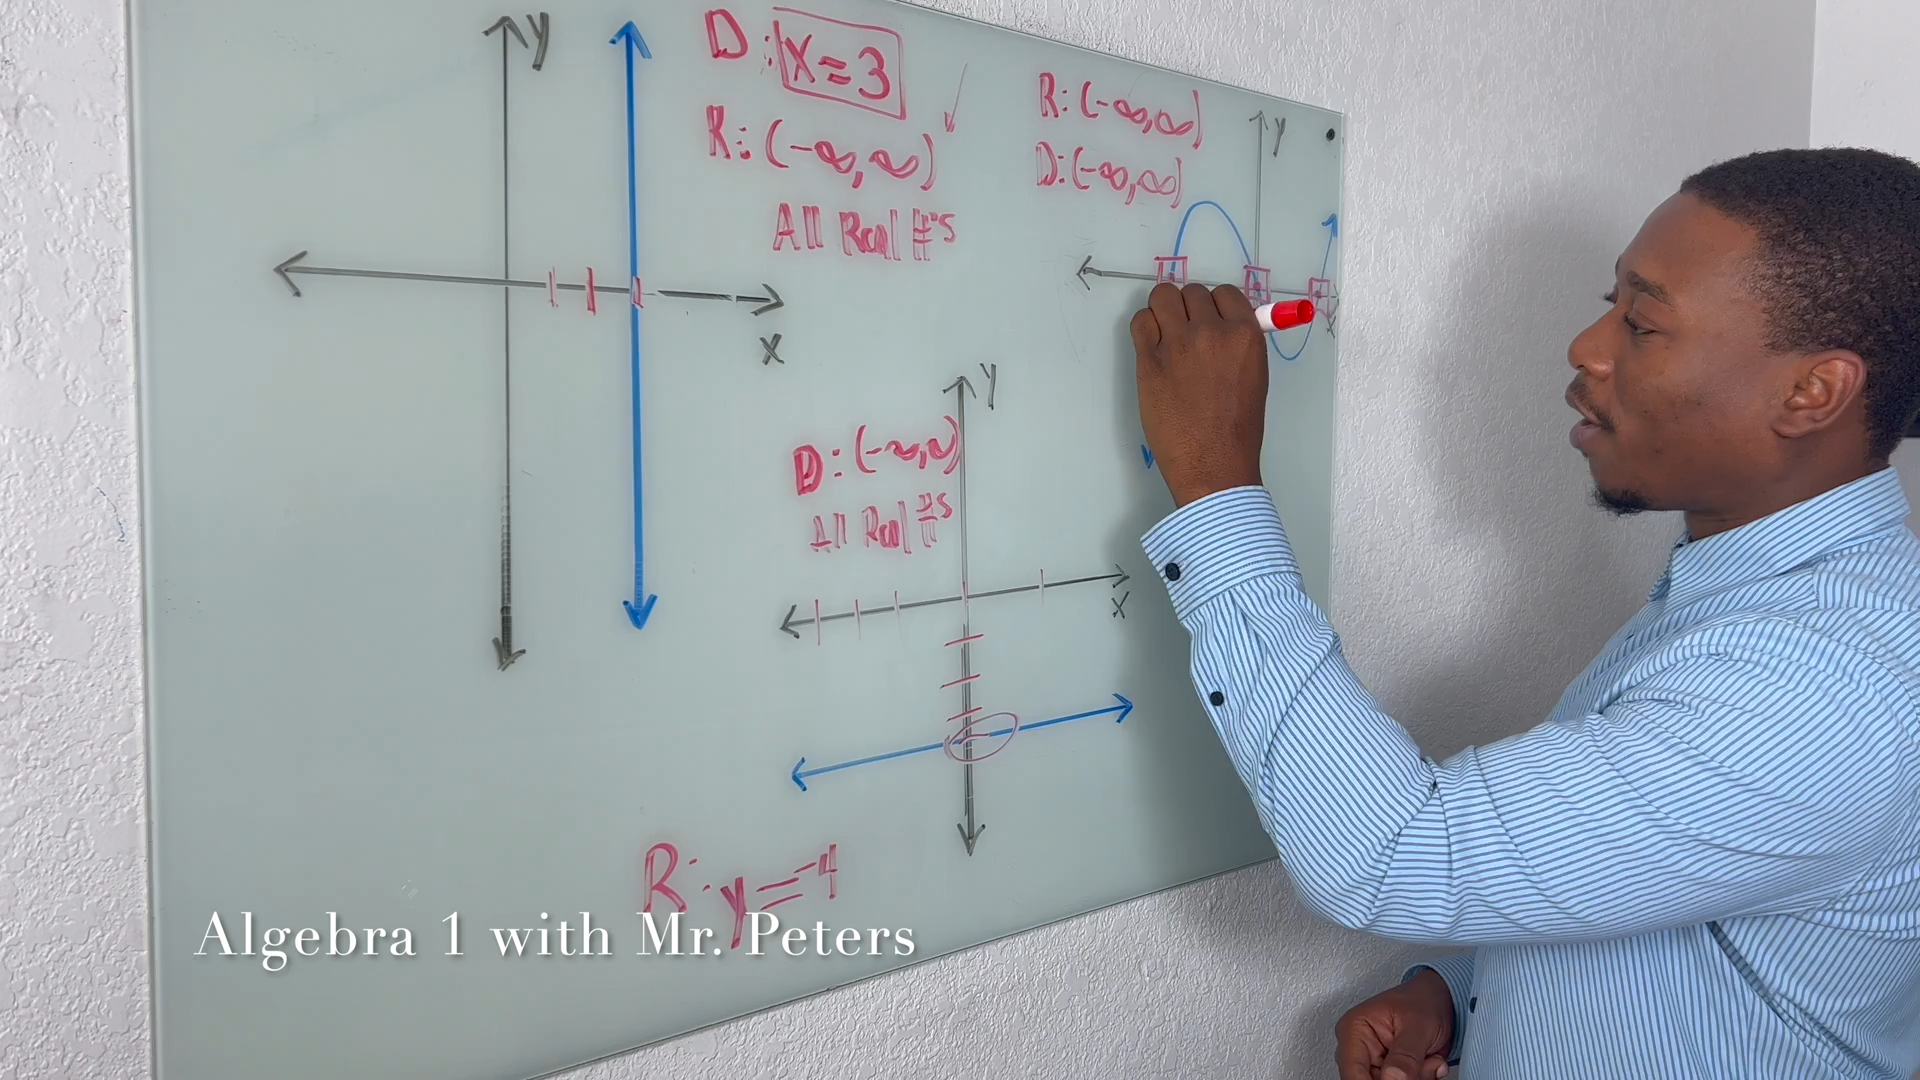 y
D: x=3
R: (-∞,∞)
All Real #'s
x
R: (-∞,∞)
D: (-∞,∞)
y
x
y
D: (-∞,∞)
All Real #'s
x
R: y=-4
Algebra 1 with Mr. Peters